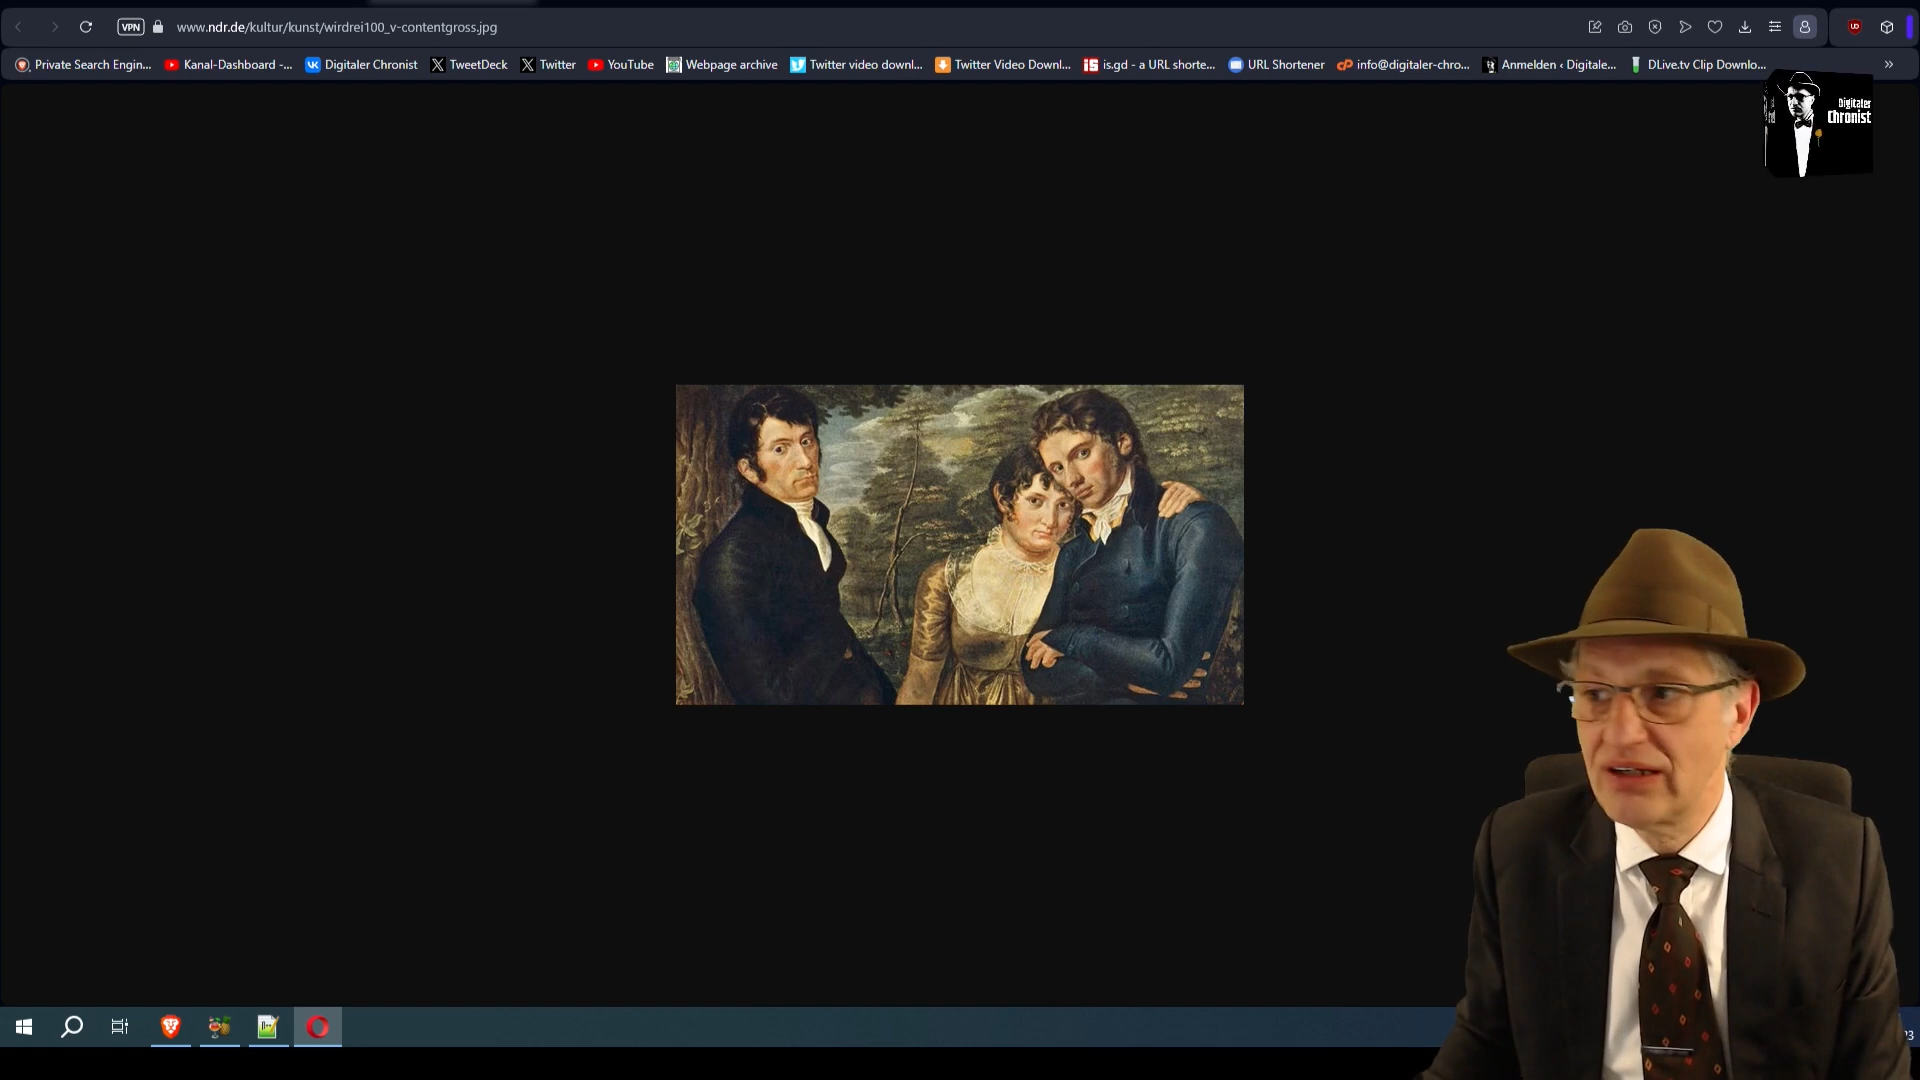 VPN www.ndr.de/kultur/kunst/wirdrei100_v-contentgross.jpg
Private Search Engin... Kanal-Dashboard -... Digitaler Chronist TweetDeck Twitter YouTube Webpage archive Twitter video downl... Twitter Video Downl... is.gd - a URL shorte... URL Shortener info@digitaler-chro... Anmelden ‹ Digitale... DLive.tv Clip Downlo... »
Digitaler
Chronist